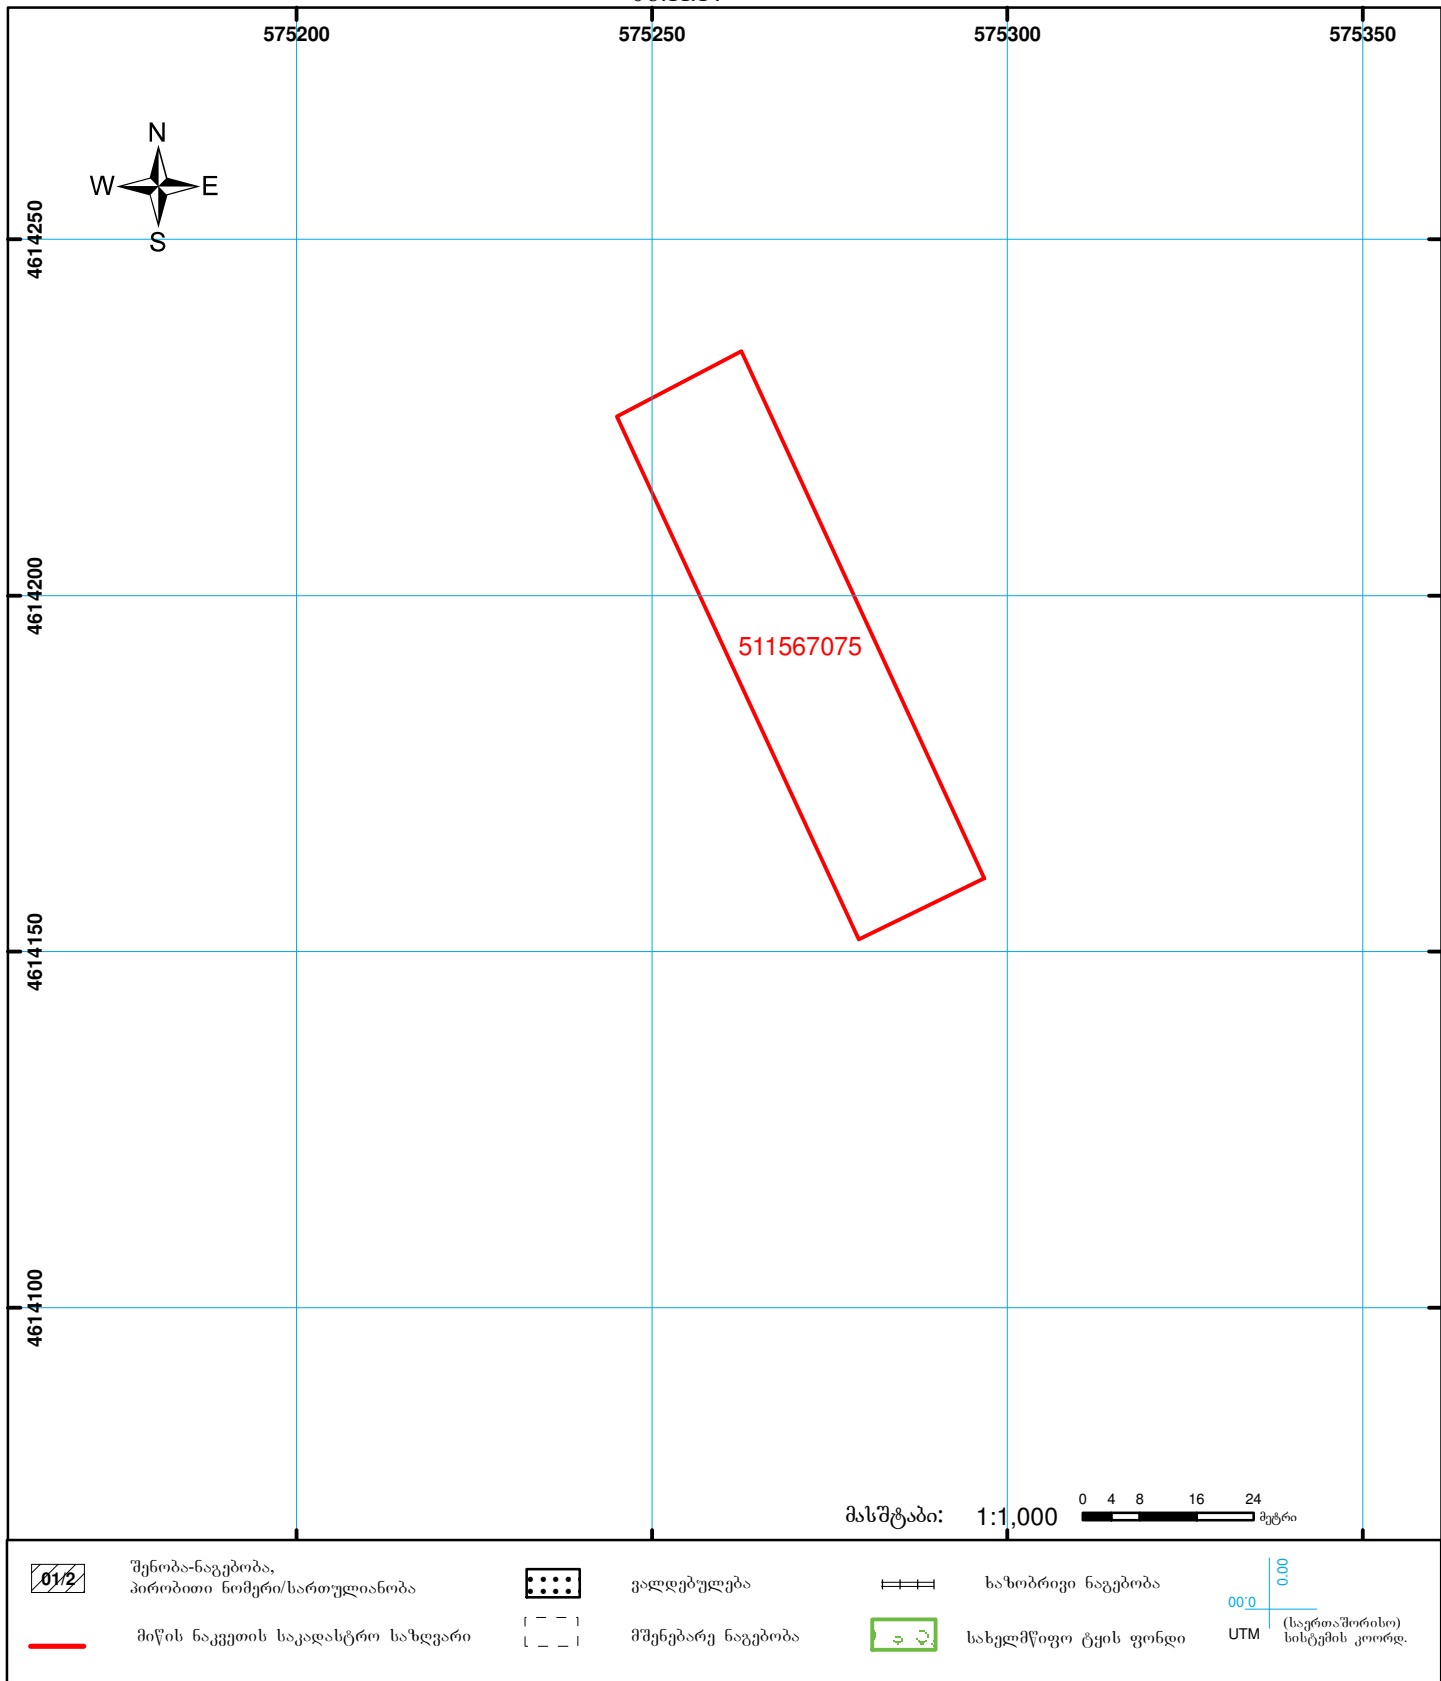 575200 575250 575300 575350
N
W E
S
4614250
4614200
4614150
4614100
511567075
მასშტაბი: 1:1,000 0 4 8 16 24 მეტრი
01/2 შენობა-ნაგებობა,
პირობითი ნომერი/სართულიანობა
ვალდებულება
ხაზობრივი ნაგებობა
მიწის ნაკვეთის საკადასტრო საზღვარი
მშენებარე ნაგებობა
სახელმწიფო ტყის ფონდი
0.00
0.00
UTM (საერთაშორისო)
სისტემის კოორდ.